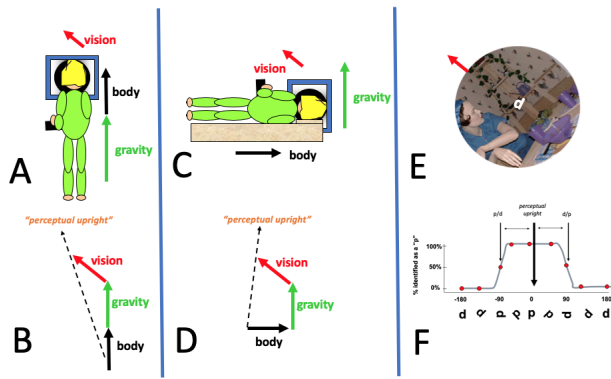 vision
body
gravity
A
"perceptual upright"
vision
gravity
body
B
vision
gravity
C
body
"perceptual upright"
vision
gravity
body
D
d
E
perceptual
upright
p/d
d/p
% identified as a "p"
100%
50%
0%
-180
-90
0
90
180
F